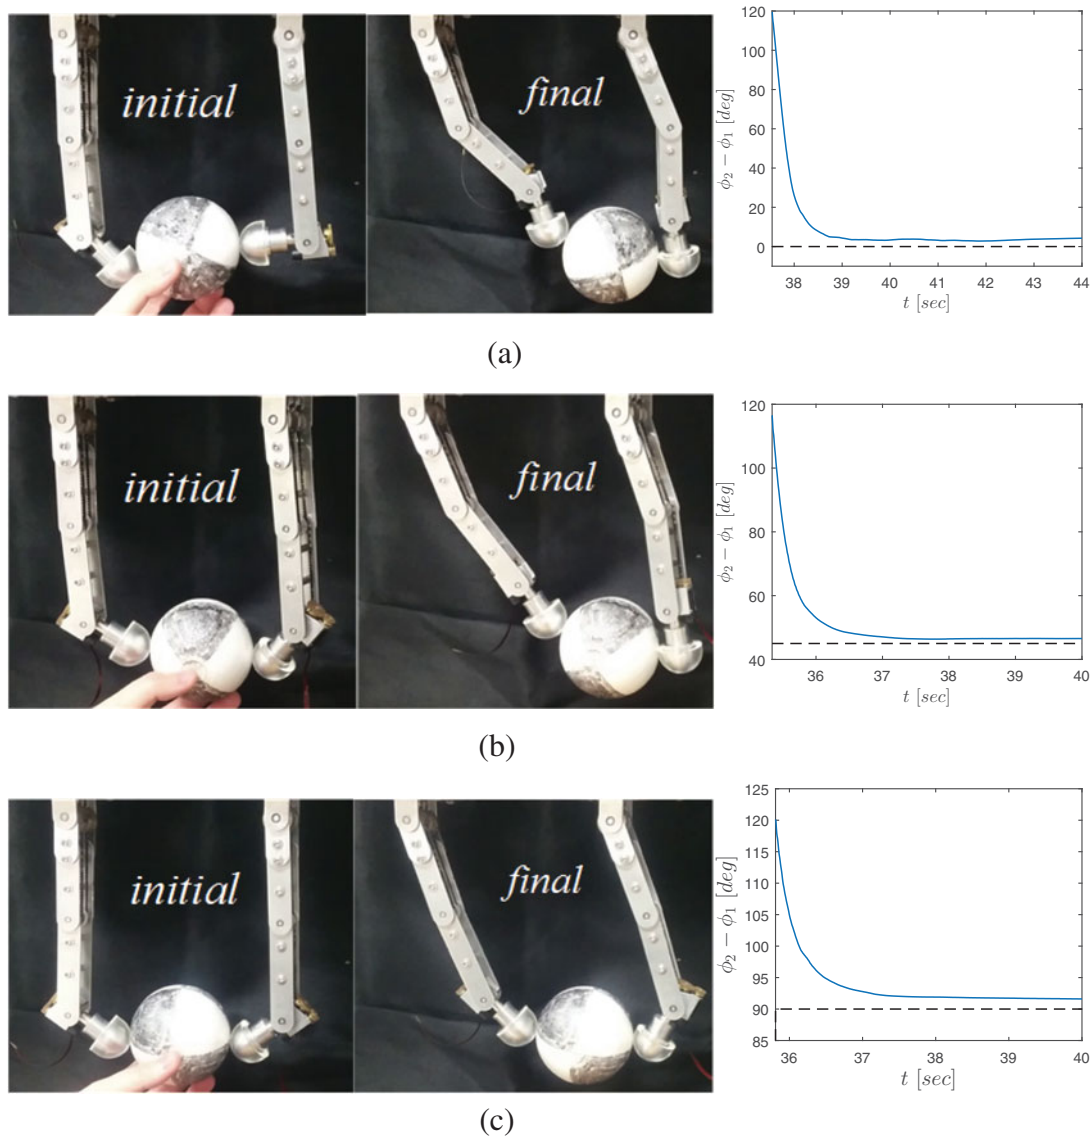 initial
final
120
100
80
60
40
20
0
ϕ₂ − ϕ₁ [deg]
38 39 40 41 42 43 44
t [sec]
(a)
initial
final
120
100
80
60
40
ϕ₂ − ϕ₁ [deg]
36 37 38 39 40
t [sec]
(b)
initial
final
125
120
115
110
105
100
95
90
85
ϕ₂ − ϕ₁ [deg]
36 37 38 39 40
t [sec]
(c)